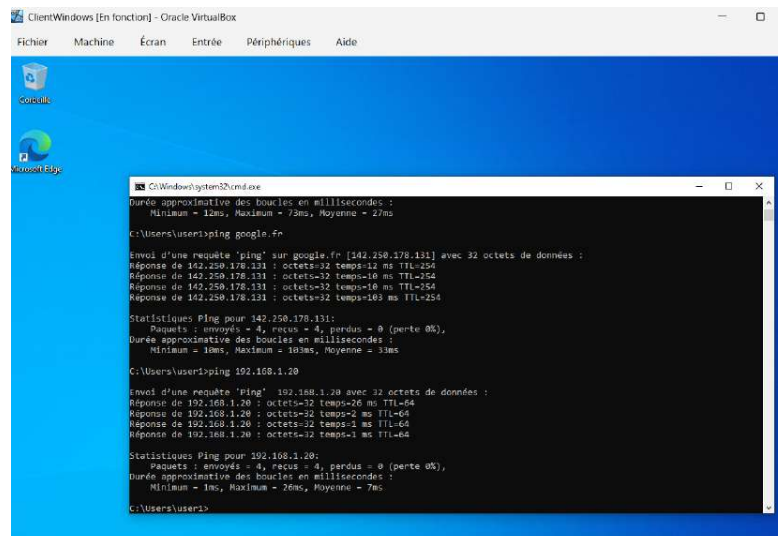 ClientWindows [En fonction] - Oracle VirtualBox
Fichier Machine Écran Entrée Périphériques Aide
Corbeille
Microsoft Edge
C:\Windows\system32\cmd.exe
Durée approximative des boucles en millisecondes :
Minimum = 12ms, Maximum = 73ms, Moyenne = 27ms
C:\Users\user1>ping google.fr
Envoi d'une requête 'ping' sur google.fr [142.250.178.131] avec 32 octets de données :
Réponse de 142.250.178.131 : octets=32 temps=12 ms TTL=254
Réponse de 142.250.178.131 : octets=32 temps=10 ms TTL=254
Réponse de 142.250.178.131 : octets=32 temps=10 ms TTL=254
Réponse de 142.250.178.131 : octets=32 temps=103 ms TTL=254
Statistiques Ping pour 142.250.178.131:
Paquets : envoyés = 4, reçus = 4, perdus = 0 (perte 0%),
Durée approximative des boucles en millisecondes :
Minimum = 10ms, Maximum = 103ms, Moyenne = 33ms
C:\Users\user1>ping 192.168.1.20
Envoi d'une requête 'Ping' 192.168.1.20 avec 32 octets de données :
Réponse de 192.168.1.20 : octets=32 temps=26 ms TTL=64
Réponse de 192.168.1.20 : octets=32 temps=2 ms TTL=64
Réponse de 192.168.1.20 : octets=32 temps=1 ms TTL=64
Réponse de 192.168.1.20 : octets=32 temps=1 ms TTL=64
Statistiques Ping pour 192.168.1.20:
Paquets : envoyés = 4, reçus = 4, perdus = 0 (perte 0%),
Durée approximative des boucles en millisecondes :
Minimum = 1ms, Maximum = 26ms, Moyenne = 7ms
C:\Users\user1>